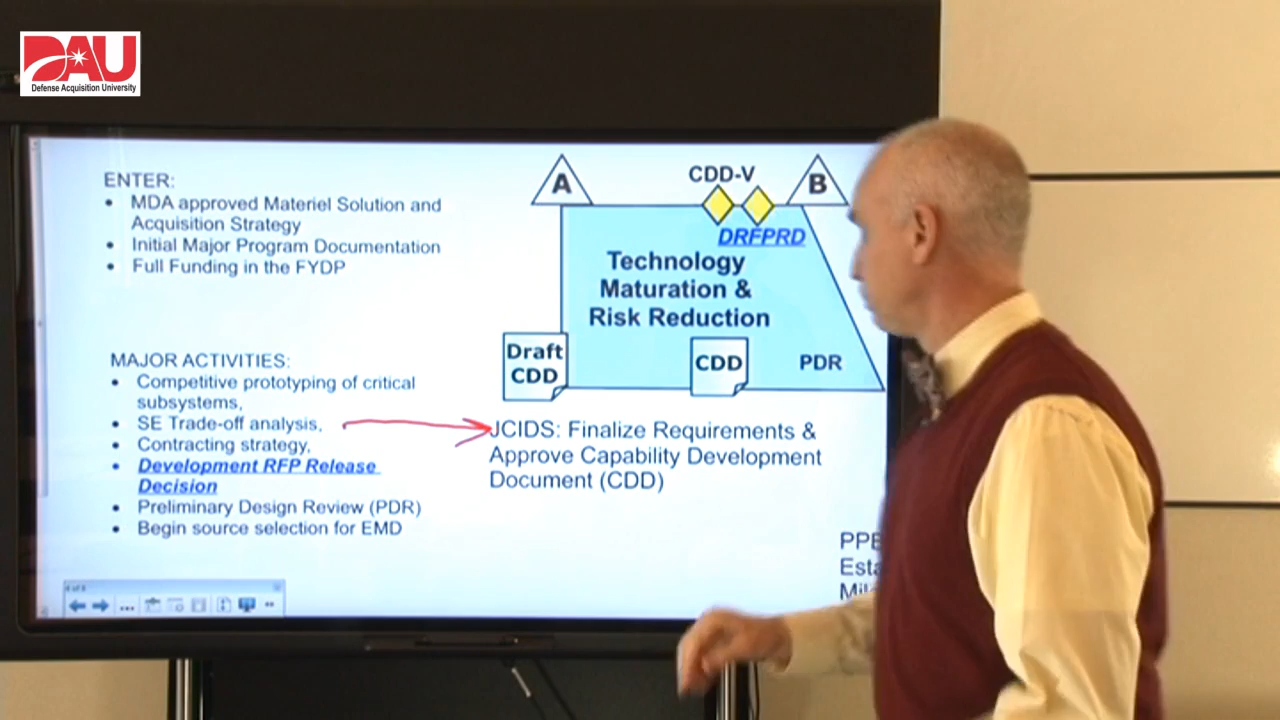 DAU
Defense Acquisition University
ENTER:
• MDA approved Materiel Solution and
Acquisition Strategy
• Initial Major Program Documentation
• Full Funding in the FYDP
MAJOR ACTIVITIES:
• Competitive prototyping of critical
subsystems,
• SE Trade-off analysis,
• Contracting strategy,
• Development RFP Release
Decision
• Preliminary Design Review (PDR)
• Begin source selection for EMD
A
CDD-V
B
DRFPRD
Technology
Maturation &
Risk Reduction
Draft
CDD
CDD
PDR
JCIDS: Finalize Requirements &
Approve Capability Development
Document (CDD)